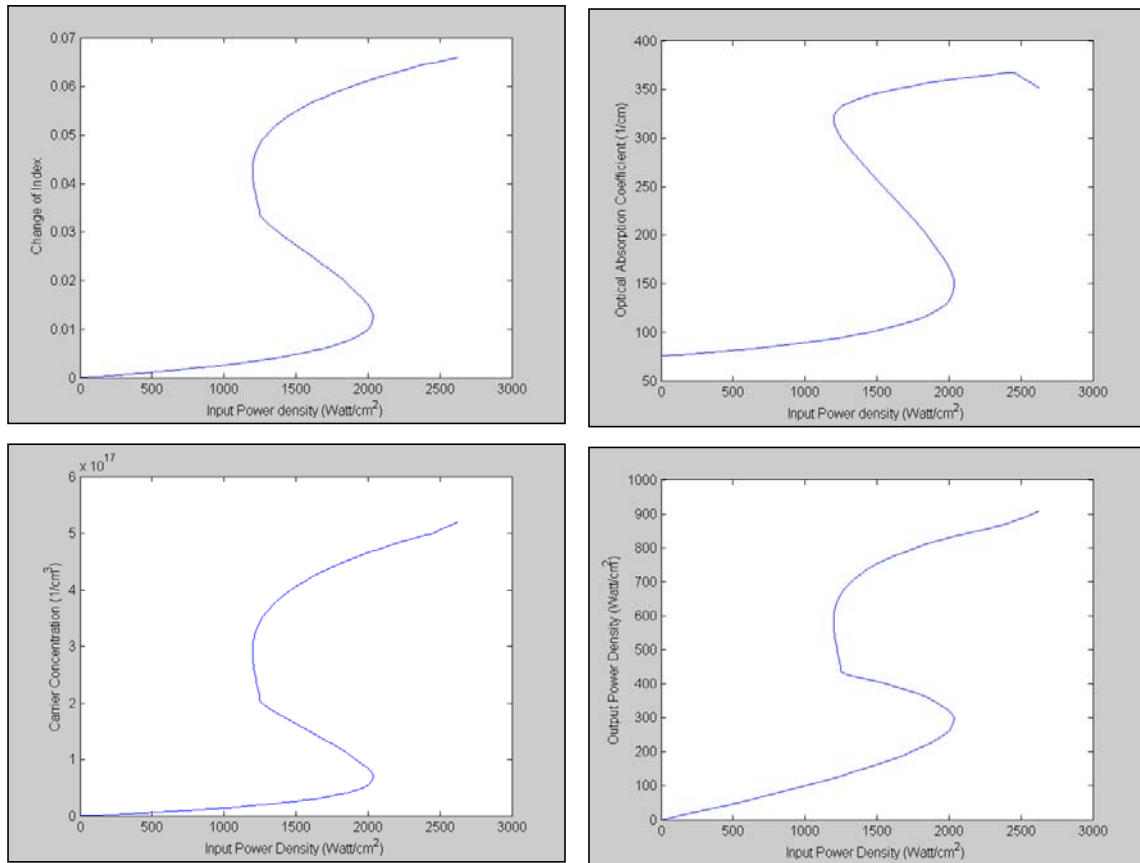 0.07
0.06
0.05
0.04
0.03
0.02
0.01
0
Change of Index
0 500 1000 1500 2000 2500 3000
Input Power density (Watt/cm²)
400
350
300
250
200
150
100
50
Optical Absorption Coefficient (1/cm)
0 500 1000 1500 2000 2500 3000
Input Power density (Watt/cm²)
x 10¹⁷
6
5
4
3
2
1
0
Carrier Concentration (1/cm³)
0 500 1000 1500 2000 2500 3000
Input Power Density (Watt/cm²)
1000
900
800
700
600
500
400
300
200
100
0
Output Power Density (Watt/cm²)
0 500 1000 1500 2000 2500 3000
Input Power Density (Watt/cm²)